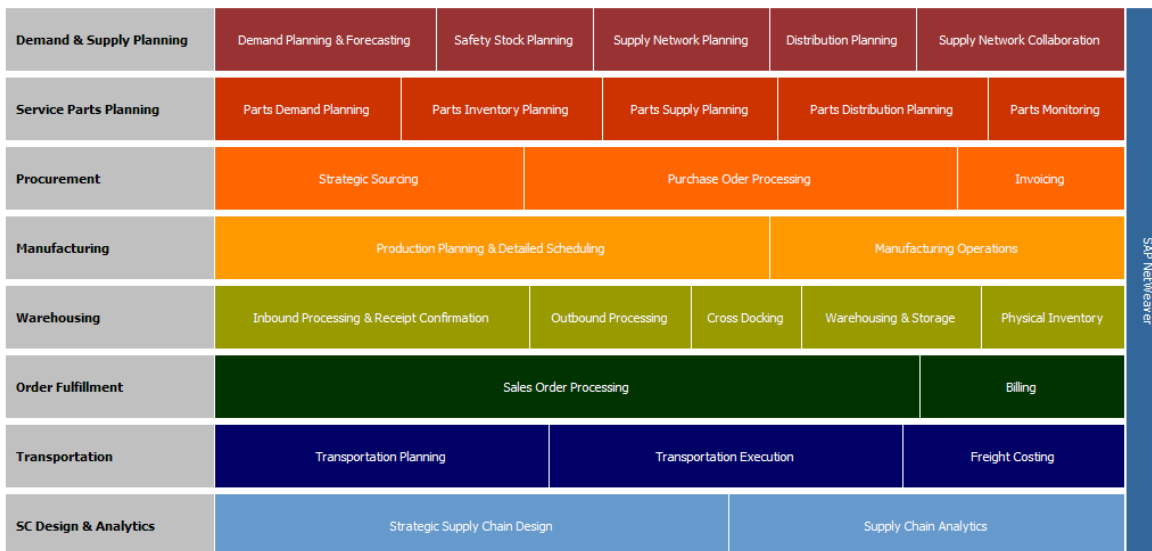 Demand & Supply Planning
Demand Planning & Forecasting
Safety Stock Planning
Supply Network Planning
Distribution Planning
Supply Network Collaboration
Service Parts Planning
Parts Demand Planning
Parts Inventory Planning
Parts Supply Planning
Parts Distribution Planning
Parts Monitoring
Procurement
Strategic Sourcing
Purchase Oder Processing
Invoicing
Manufacturing
Production Planning & Detailed Scheduling
Manufacturing Operations
Warehousing
Inbound Processing & Receipt Confirmation
Outbound Processing
Cross Docking
Warehousing & Storage
Physical Inventory
Order Fulfillment
Sales Order Processing
Billing
Transportation
Transportation Planning
Transportation Execution
Freight Costing
SC Design & Analytics
Strategic Supply Chain Design
Supply Chain Analytics
SAP NetWeaver